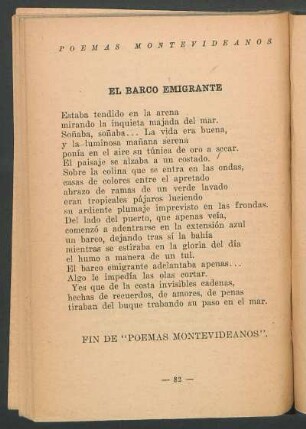 POEMAS MONTEVIDEANOS
EL BARCO EMIGRANTE
Estaba tendido en la arena
mirando la inquieta majada del mar.
Soñaba, soñaba... La vida era buena,
y la luminosa mañana serena
ponía en el aire su túnica de oro a secar.
El paisaje se alzaba a un costado.
Sobre la colina que se entra en las ondas,
casas de colores entre el apretado
abrazo de ramas de un verde lavado
eran tropicales pájaros luciendo
su ardiente plumaje imprevisto en las frondas.
Del lado del puerto, que apenas veía,
comenzó a adentrarse en la extensión azul
un barco, dejando tras sí la bahía
mientras se estiraba en la gloria del día
el humo a manera de un tul.
El barco emigrante adelantaba apenas...
Algo le impedía las olas cortar.
Yes que de la costa invisibles cadenas,
hechas de recuerdos, de amores, de penas
tiraban del buque trabando su paso en el mar.
FIN DE "POEMAS MONTEVIDEANOS".
— 82 —